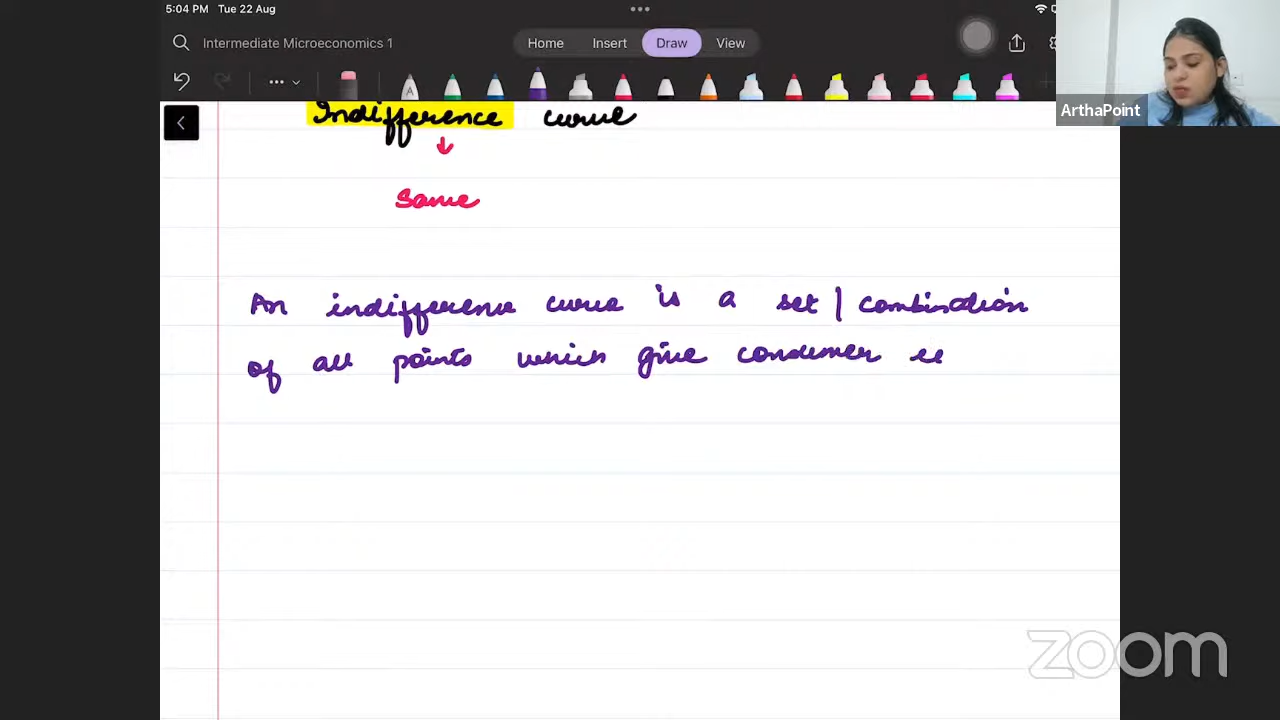 5:04 PM Tue 22 Aug
Intermediate Microeconomics 1
Home Insert Draw View
A
ArthaPoint
Indifference curve
↓
Same
An indifference curve is a set / combination
of all points which give consumer
zoom